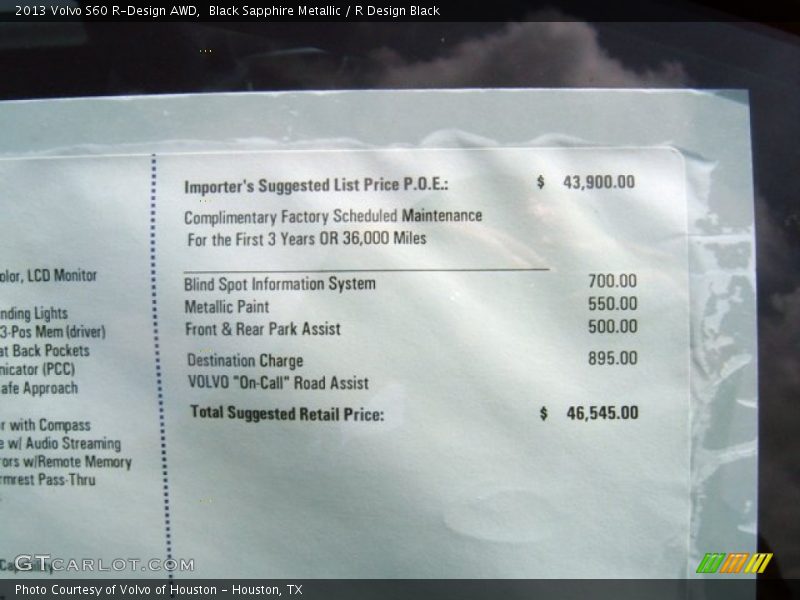 2013 Volvo S60 R-Design AWD, Black Sapphire Metallic / R Design Black
Importer's Suggested List Price P.O.E.: $ 43,900.00
Complimentary Factory Scheduled Maintenance
For the First 3 Years OR 36,000 Miles
Blind Spot Information System 700.00
Metallic Paint 550.00
Front & Rear Park Assist 500.00
Destination Charge 895.00
VOLVO "On-Call" Road Assist
Total Suggested Retail Price: $ 46,545.00
olor, LCD Monitor
nding Lights
3-Pos Mem (driver)
at Back Pockets
nicator (PCC)
afe Approach
r with Compass
e w/ Audio Streaming
rors w/Remote Memory
rmrest Pass-Thru
GTCARLOT.COM
Photo Courtesy of Volvo of Houston - Houston, TX